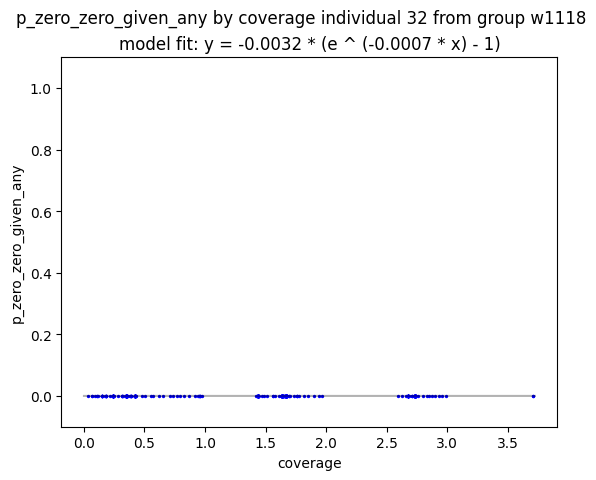 p_zero_zero_given_any by coverage individual 32 from group w1118
model fit: y = -0.0032 * (e ^ (-0.0007 * x) - 1)
1.0
0.8
0.6
0.4
0.2
0.0
p_zero_zero_given_any
0.0 0.5 1.0 1.5 2.0 2.5 3.0 3.5
coverage